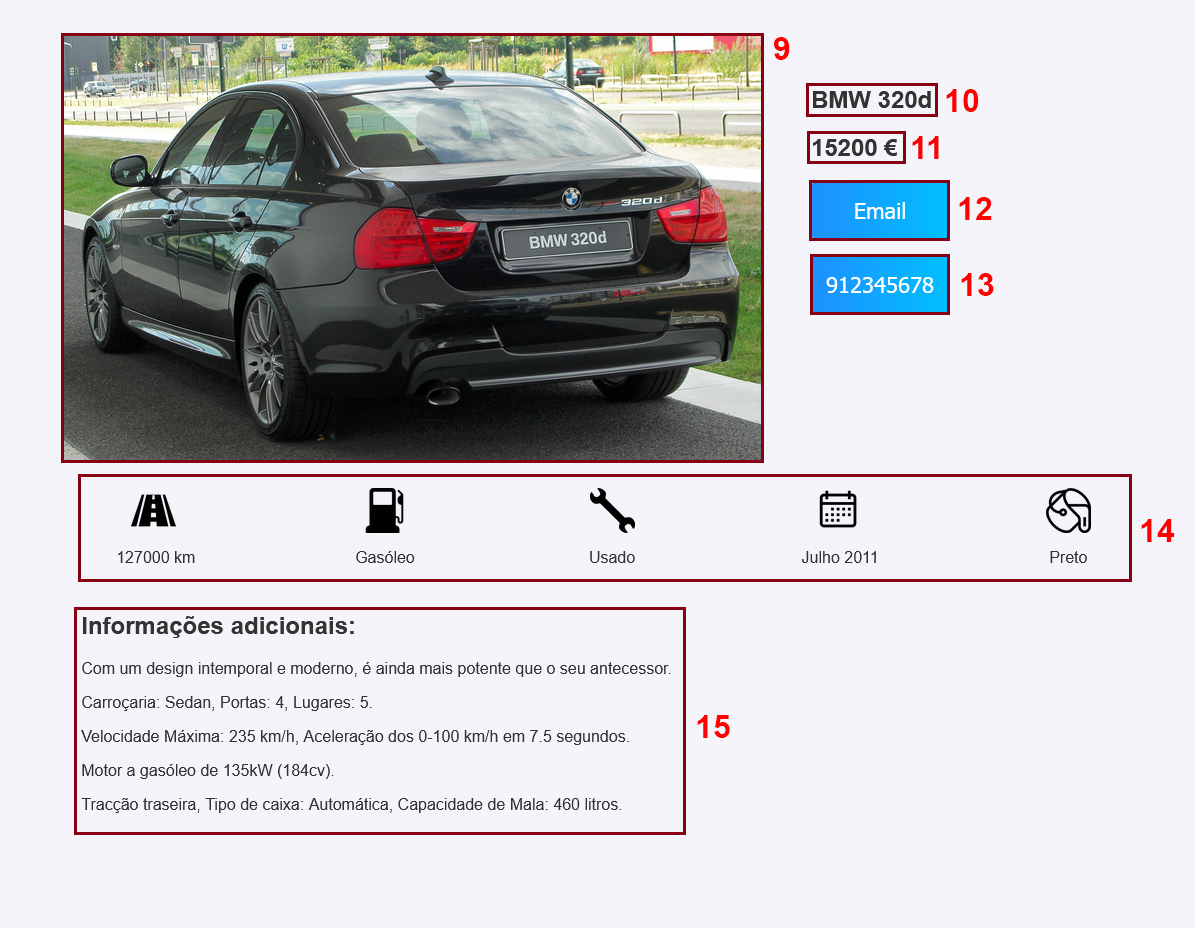 9
BMW 320d 10
15200 € 11
Email 12
320d
BMW 320d
912345678 13
127000 km Gasóleo Usado Julho 2011 Preto
14
Informações adicionais:
Com um design intemporal e moderno, é ainda mais potente que o seu antecessor.
Carroçaria: Sedan, Portas: 4, Lugares: 5.
Velocidade Máxima: 235 km/h, Aceleração dos 0-100 km/h em 7.5 segundos.
15
Motor a gasóleo de 135kW (184cv).
Tracção traseira, Tipo de caixa: Automática, Capacidade de Mala: 460 litros.